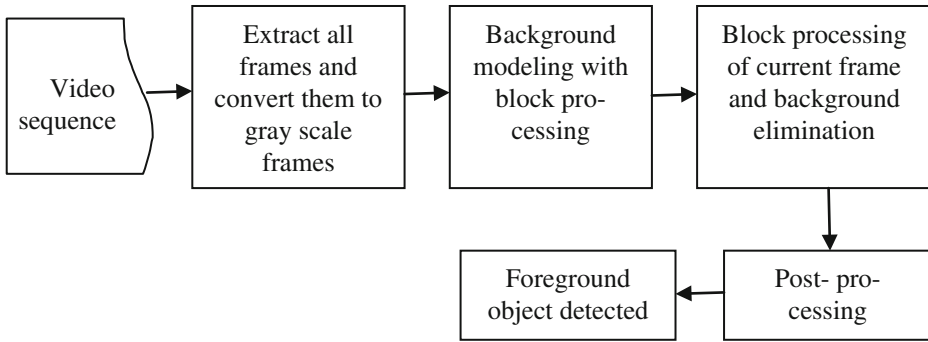 Video
sequence
Extract all
frames and
convert them to
gray scale
frames
Background
modeling with
block pro-
cessing
Block processing
of current frame
and background
elimination
Post- pro-
cessing
Foreground
object detected